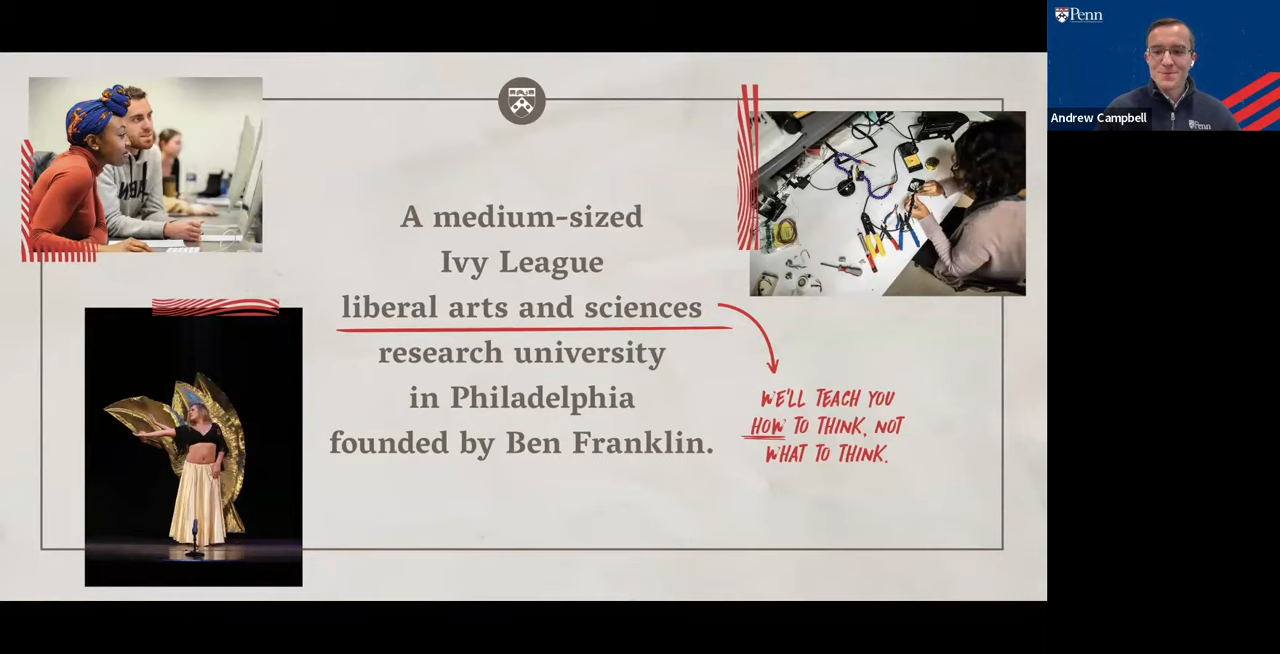 A medium-sized
Ivy League
liberal arts and sciences
research university
in Philadelphia
founded by Ben Franklin.
WE'LL TEACH YOU
HOW TO THINK, NOT
WHAT TO THINK.
Penn
Andrew Campbell
Penn